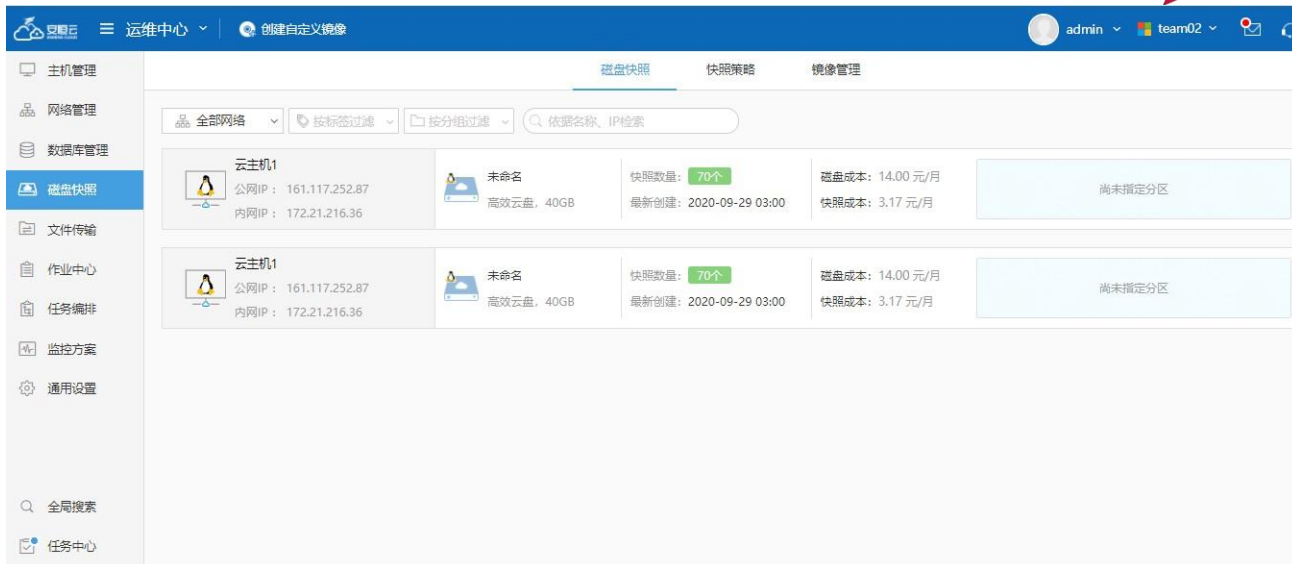 安畅云 运维中心 创建自定义镜像 admin team02
主机管理
网络管理
数据库管理
磁盘快照
文件传输
作业中心
任务编排
监控方案
通用设置
全局搜索
任务中心
磁盘快照 快照策略 镜像管理
全部网络 按标签过滤 按分组过滤 依据名称、IP检索
云主机1
公网IP： 161.117.252.87
内网IP： 172.21.216.36
未命名
高效云盘，40GB
快照数量： 70个
最新创建：2020-09-29 03:00
磁盘成本：14.00 元/月
快照成本：3.17 元/月
尚未指定分区
云主机1
公网IP： 161.117.252.87
内网IP： 172.21.216.36
未命名
高效云盘，40GB
快照数量： 70个
最新创建：2020-09-29 03:00
磁盘成本：14.00 元/月
快照成本：3.17 元/月
尚未指定分区